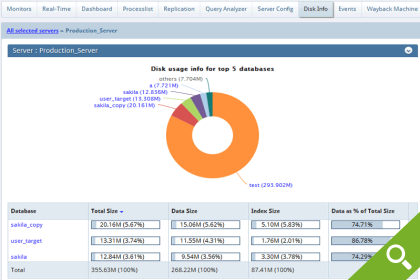 Monitors Real-Time Dashboard Processlist Replication Query Analyzer Server Config Disk Info Events Wayback Machine
All selected servers » Production_Server
Server : Production_Server
Disk usage info for top 5 databases
others (7.704M)
a (7.721M)
sakila (12.836M)
user_target (13.308M)
sakila_copy (20.161M)
test (293.902M)
Database Total Size Data Size Index Size Data as % of Total Size
sakila_copy 20.16M (5.67%) 15.06M (5.62%) 5.10M (5.83%) 74.71%
user_target 13.31M (3.74%) 11.55M (4.31%) 1.76M (2.01%) 86.78%
sakila 12.84M (3.61%) 9.54M (3.56%) 3.30M (3.78%) 74.29%
Total 355.63M (100%) 268.22M (100%) 87.41M (100%)